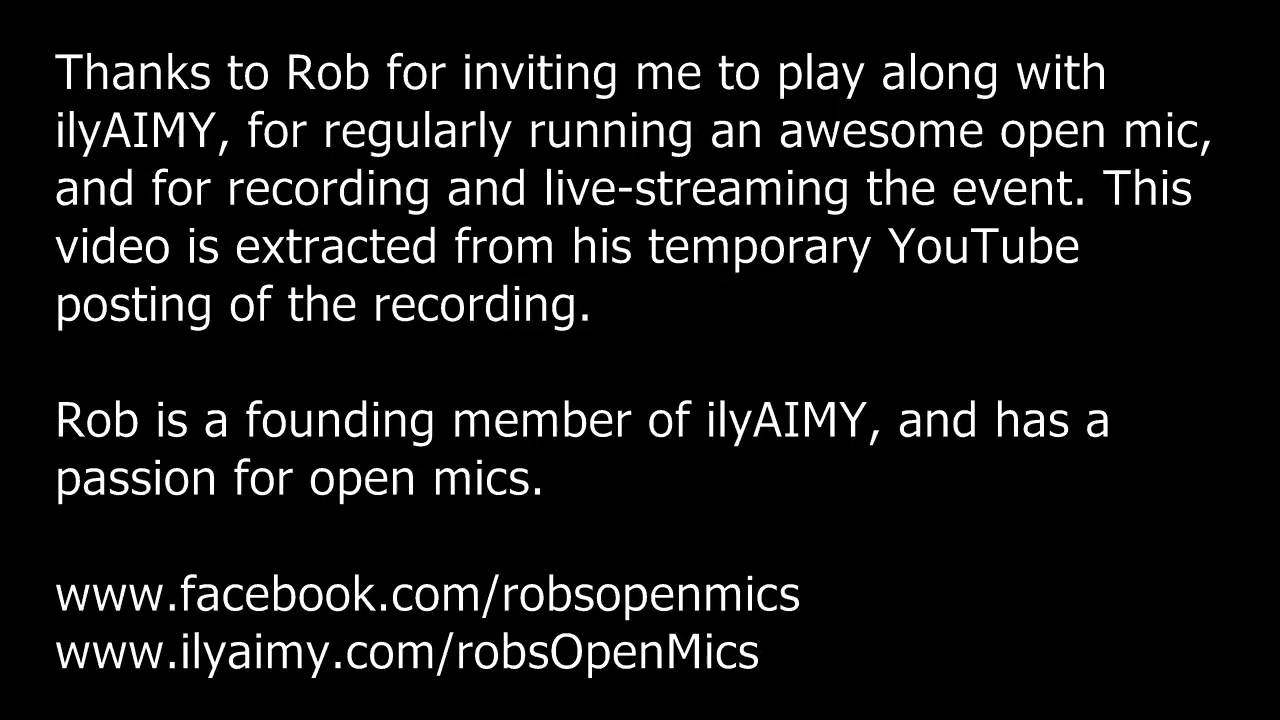 Thanks to Rob for inviting me to play along with
ilyAIMY, for regularly running an awesome open mic,
and for recording and live-streaming the event. This
video is extracted from his temporary YouTube
posting of the recording.
Rob is a founding member of ilyAIMY, and has a
passion for open mics.
www.facebook.com/robsopenmics
www.ilyaimy.com/robsOpenMics